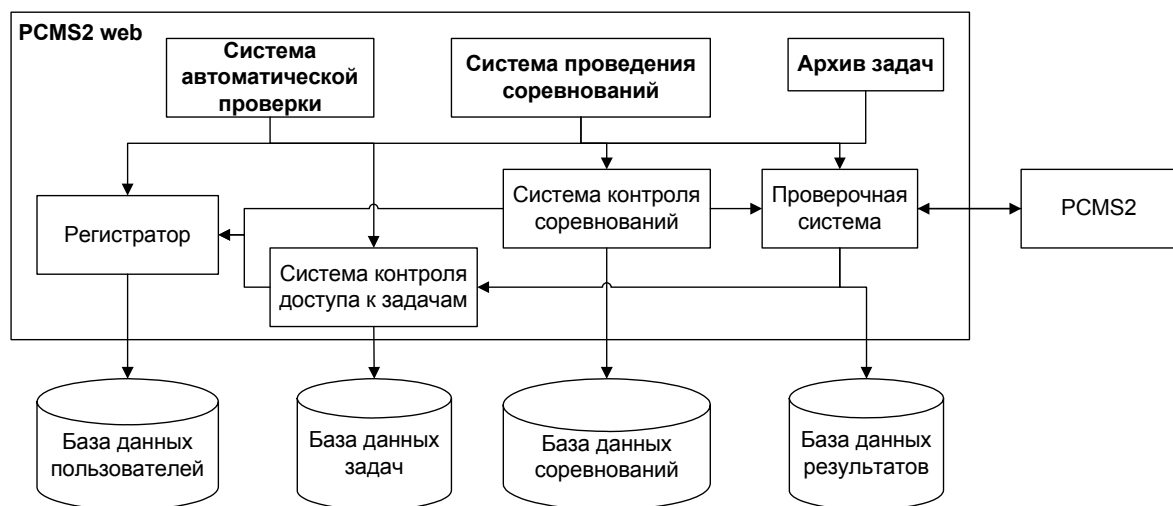 PCMS2 web
Система
автоматической
проверки
Система проведения
соревнований
Архив задач
Регистратор
Система контроля
доступа к задачам
Система контроля
соревнований
Проверочная
система
PCMS2
База данных
пользователей
База данных
задач
База данных
соревнований
База данных
результатов